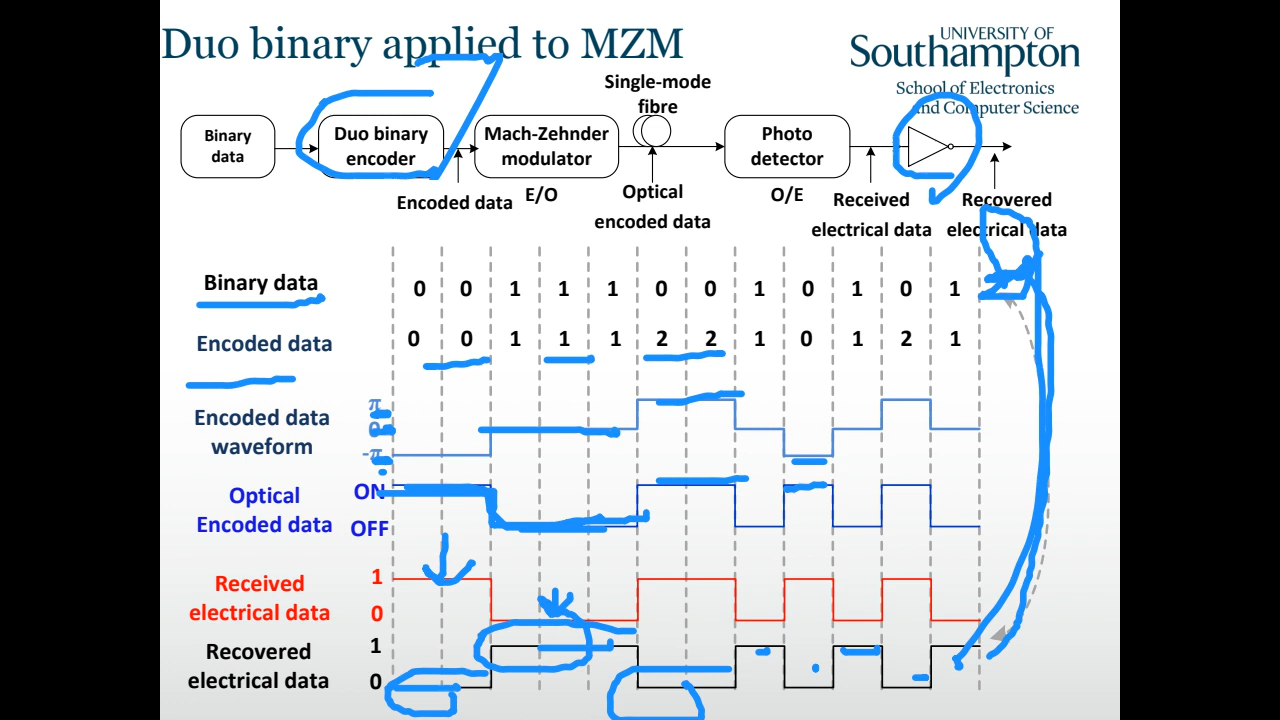 Duo binary applied to MZM
UNIVERSITY OF
Southampton
School of Electronics
and Computer Science
Binary
data
Duo binary
encoder
Mach-Zehnder
modulator
Single-mode
fibre
Photo
detector
Encoded data
E/O
Optical
encoded data
O/E
Received
electrical data
Recovered
electrical data
Binary data 0 0 1 1 1 0 0 1 0 1 0 1
Encoded data 0 0 1 1 1 2 2 1 0 1 2 1
Encoded data
waveform
π
-π
Optical
Encoded data
ON
OFF
Received
electrical data
1
0
Recovered
electrical data
1
0